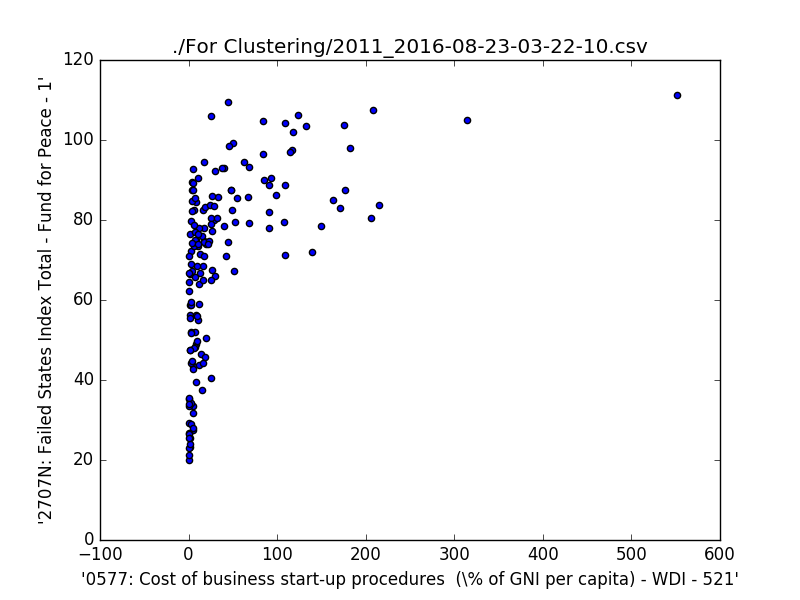 ./For Clustering/2011_2016-08-23-03-22-10.csv
'2707N: Failed States Index Total - Fund for Peace - 1'
120
100
80
60
40
20
0
−100 0 100 200 300 400 500 600
'0577: Cost of business start-up procedures  (\% of GNI per capita) - WDI - 521'